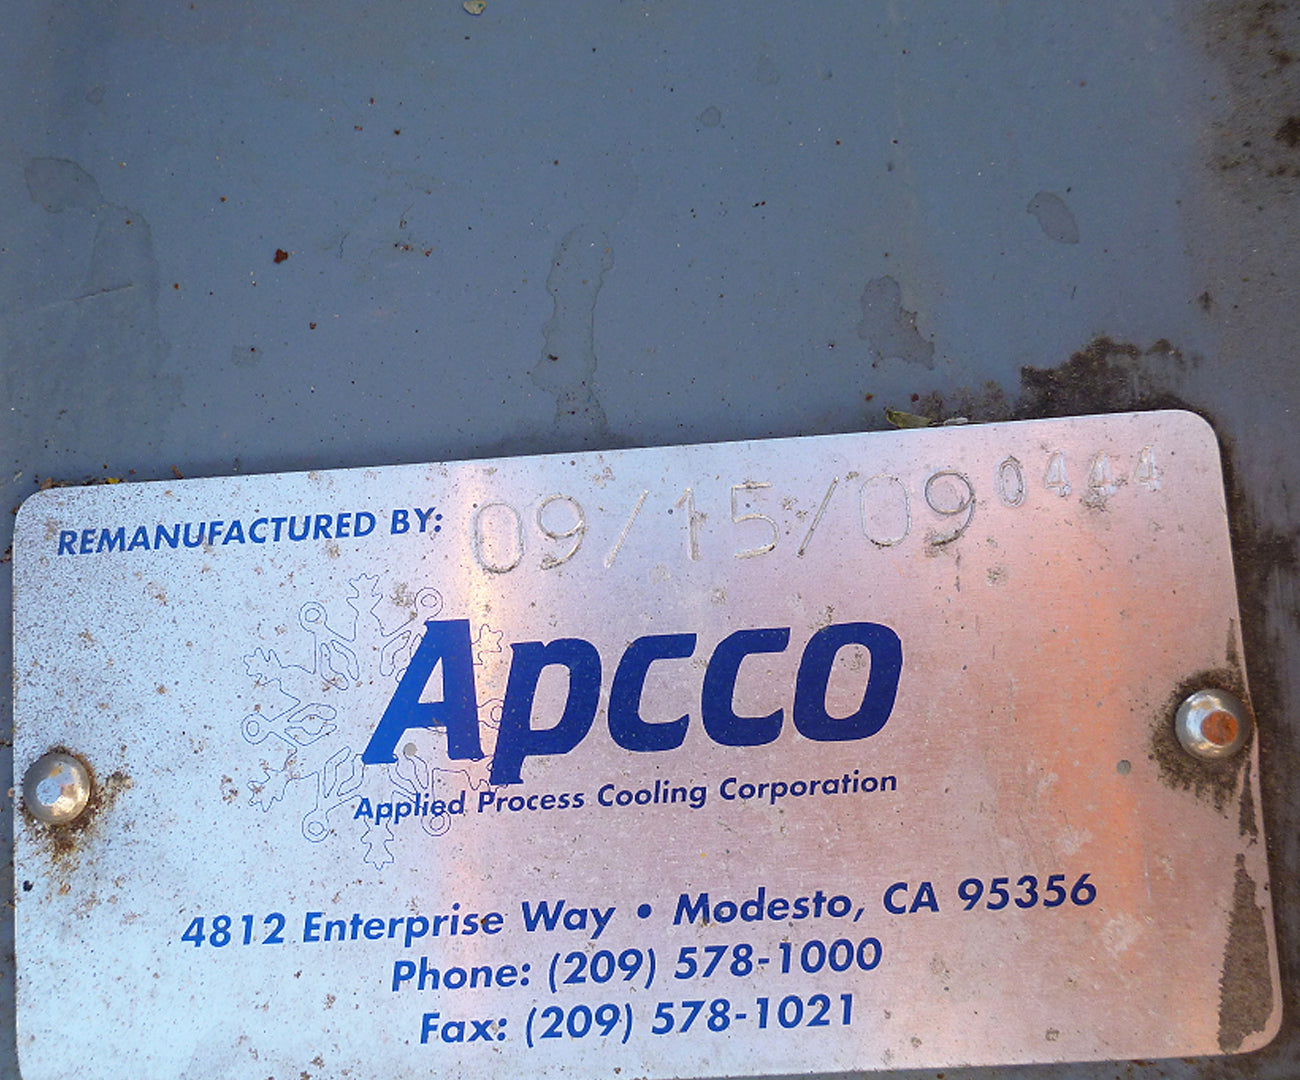 REMANUFACTURED BY: 09/15/09 0444
Apcco
Applied Process Cooling Corporation
4812 Enterprise Way • Modesto, CA 95356
Phone: (209) 578-1000
Fax: (209) 578-1021